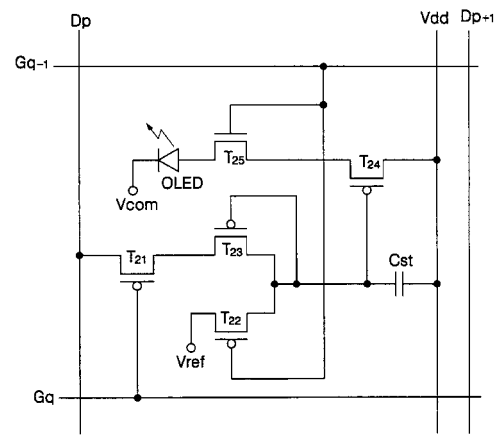 Dp
Vdd
Dp+1
Gq-1
T25
T24
OLED
Vcom
T21
T23
Cst
T22
Vref
Gq